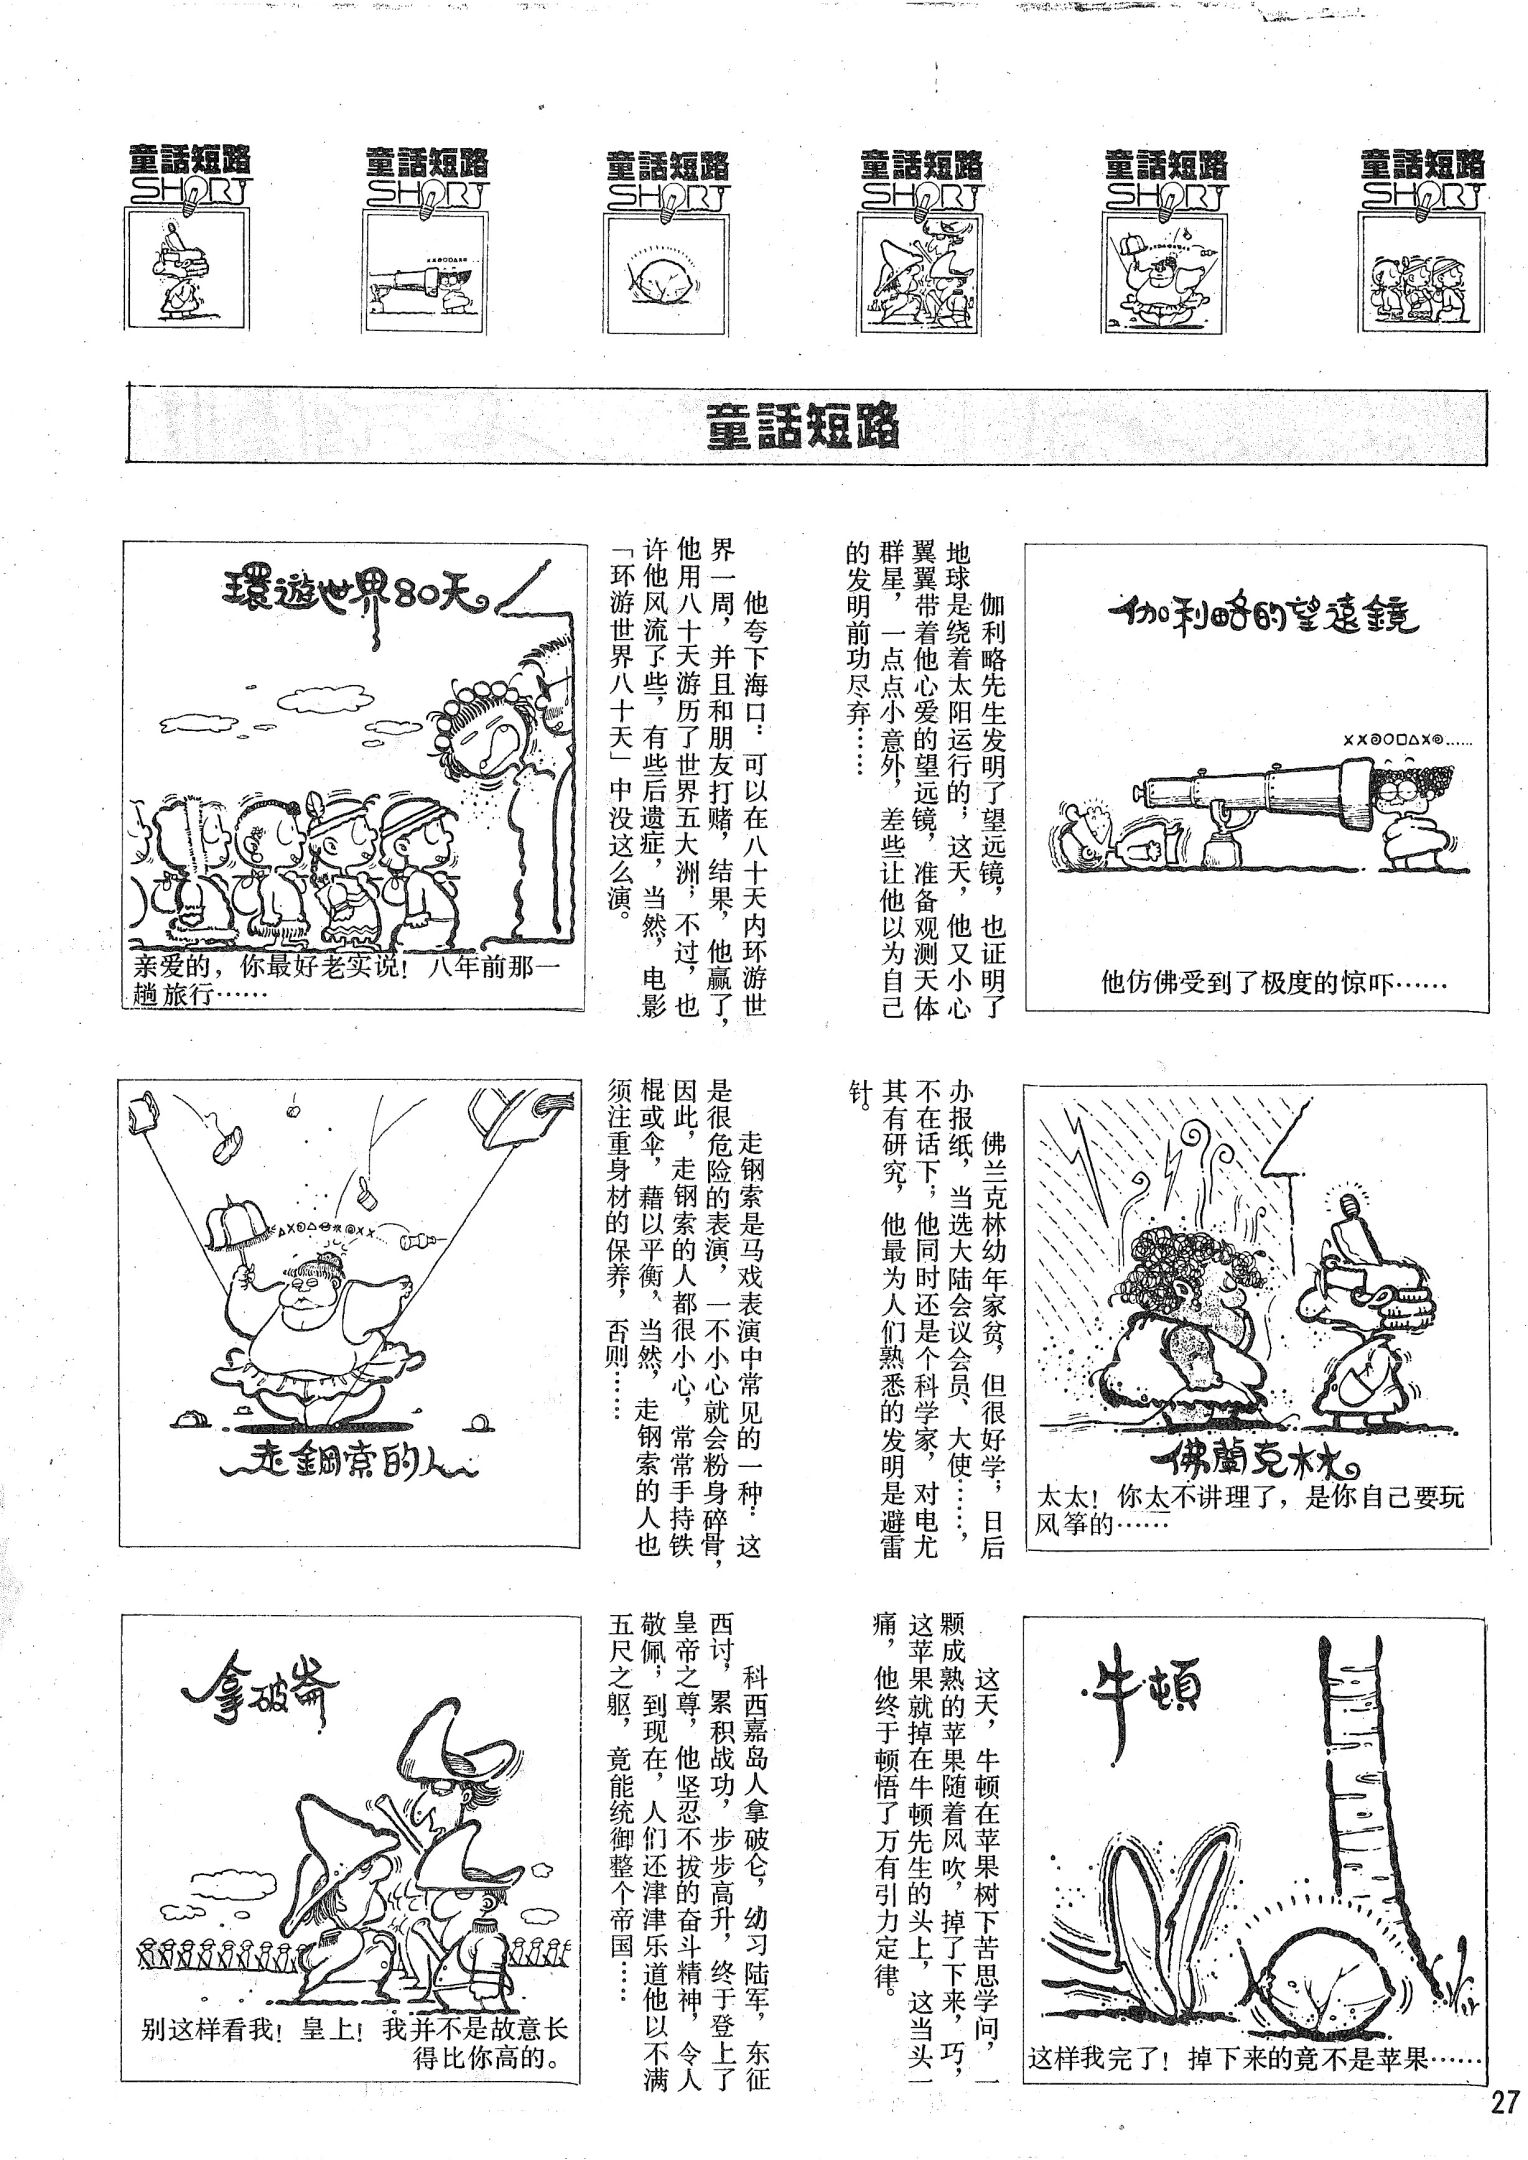 童話短路
SHORT
童話短路
SHORT
童話短路
SHORT
童話短路
SHORT
童話短路
SHORT
童話短路
SHORT
童話短路
伽利略的望遠鏡
XX◎○□△X◎……
他仿佛受到了极度的惊吓……
伽利略先生发明了望远镜，也证明了
地球是绕着太阳运行的；这天，他又小心
翼翼带着他心爱的望远镜，准备观测天体
群星，一点点小意外，差些让他以为自己
的发明前功尽弃……
環遊世界80天
亲爱的，你最好老实说！八年前那一
趟旅行……
他夸下海口：可以在八十天内环游世
界一周，并且和朋友打赌，结果，他赢了，
他用八十天游历了世界五大洲；不过，也
许他风流了些，有些后遗症，当然，电影
「环游世界八十天」中没这么演。
佛蘭克林
太太！你太不讲理了，是你自己要玩
风筝的……
佛兰克林幼年家贫，但很好学；日后
办报纸，当选大陆会议会员、大使……，
不在话下；他同时还是个科学家，对电尤
其有研究，他最为人们熟悉的发明是避雷
针。
走鋼索的人
走钢索是马戏表演中常见的一种：这
是很危险的表演，一不小心就会粉身碎骨，
因此，走钢索的人都很小心，常常手持铁
棍或伞，藉以平衡，当然，走钢索的人也
须注重身材的保养，否则……
牛頓
这样我完了！掉下来的竟不是苹果……
这天，牛顿在苹果树下苦思学问，一
颗成熟的苹果随着风吹，掉了下来，巧，
这苹果就掉在牛顿先生的头上，这当头一
痛，他终于顿悟了万有引力定律。
拿破崙
别这样看我！皇上！我并不是故意长
得比你高的。
科西嘉岛人拿破仑，幼习陆军，东征
西讨，累积战功，步步高升，终于登上了
皇帝之尊，他坚忍不拔的奋斗精神，令人
敬佩；到现在，人们还津津乐道他以不满
五尺之躯，竟能统御整个帝国……
27